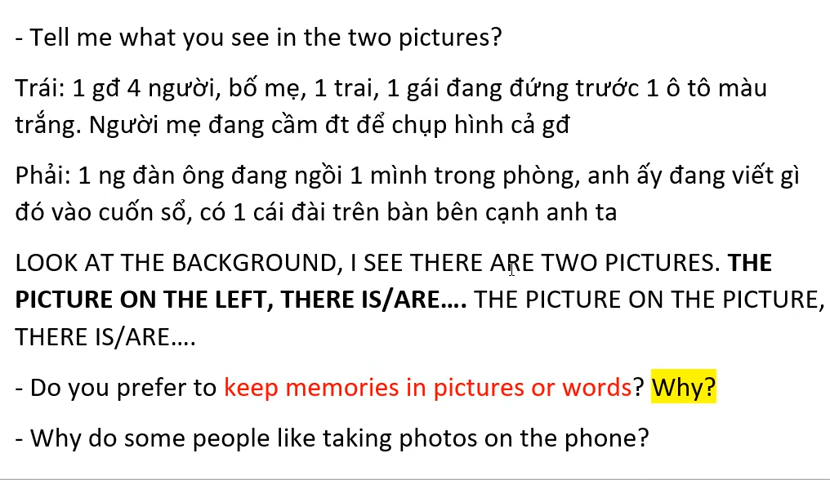 - Tell me what you see in the two pictures?
Trái: 1 gđ 4 người, bố mẹ, 1 trai, 1 gái đang đứng trước 1 ô tô màu
trắng. Người mẹ đang cầm đt để chụp hình cả gđ
Phải: 1 ng đàn ông đang ngồi 1 mình trong phòng, anh ấy đang viết gì
đó vào cuốn sổ, có 1 cái đài trên bàn bên cạnh anh ta
LOOK AT THE BACKGROUND, I SEE THERE ARE TWO PICTURES. THE
PICTURE ON THE LEFT, THERE IS/ARE.... THE PICTURE ON THE PICTURE,
THERE IS/ARE....
- Do you prefer to keep memories in pictures or words? Why?
- Why do some people like taking photos on the phone?